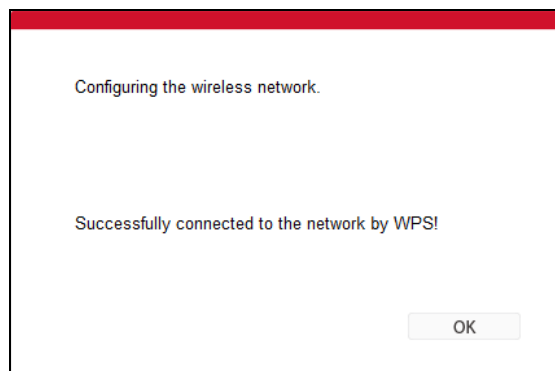 Configuring the wireless network.
Successfully connected to the network by WPS!
OK